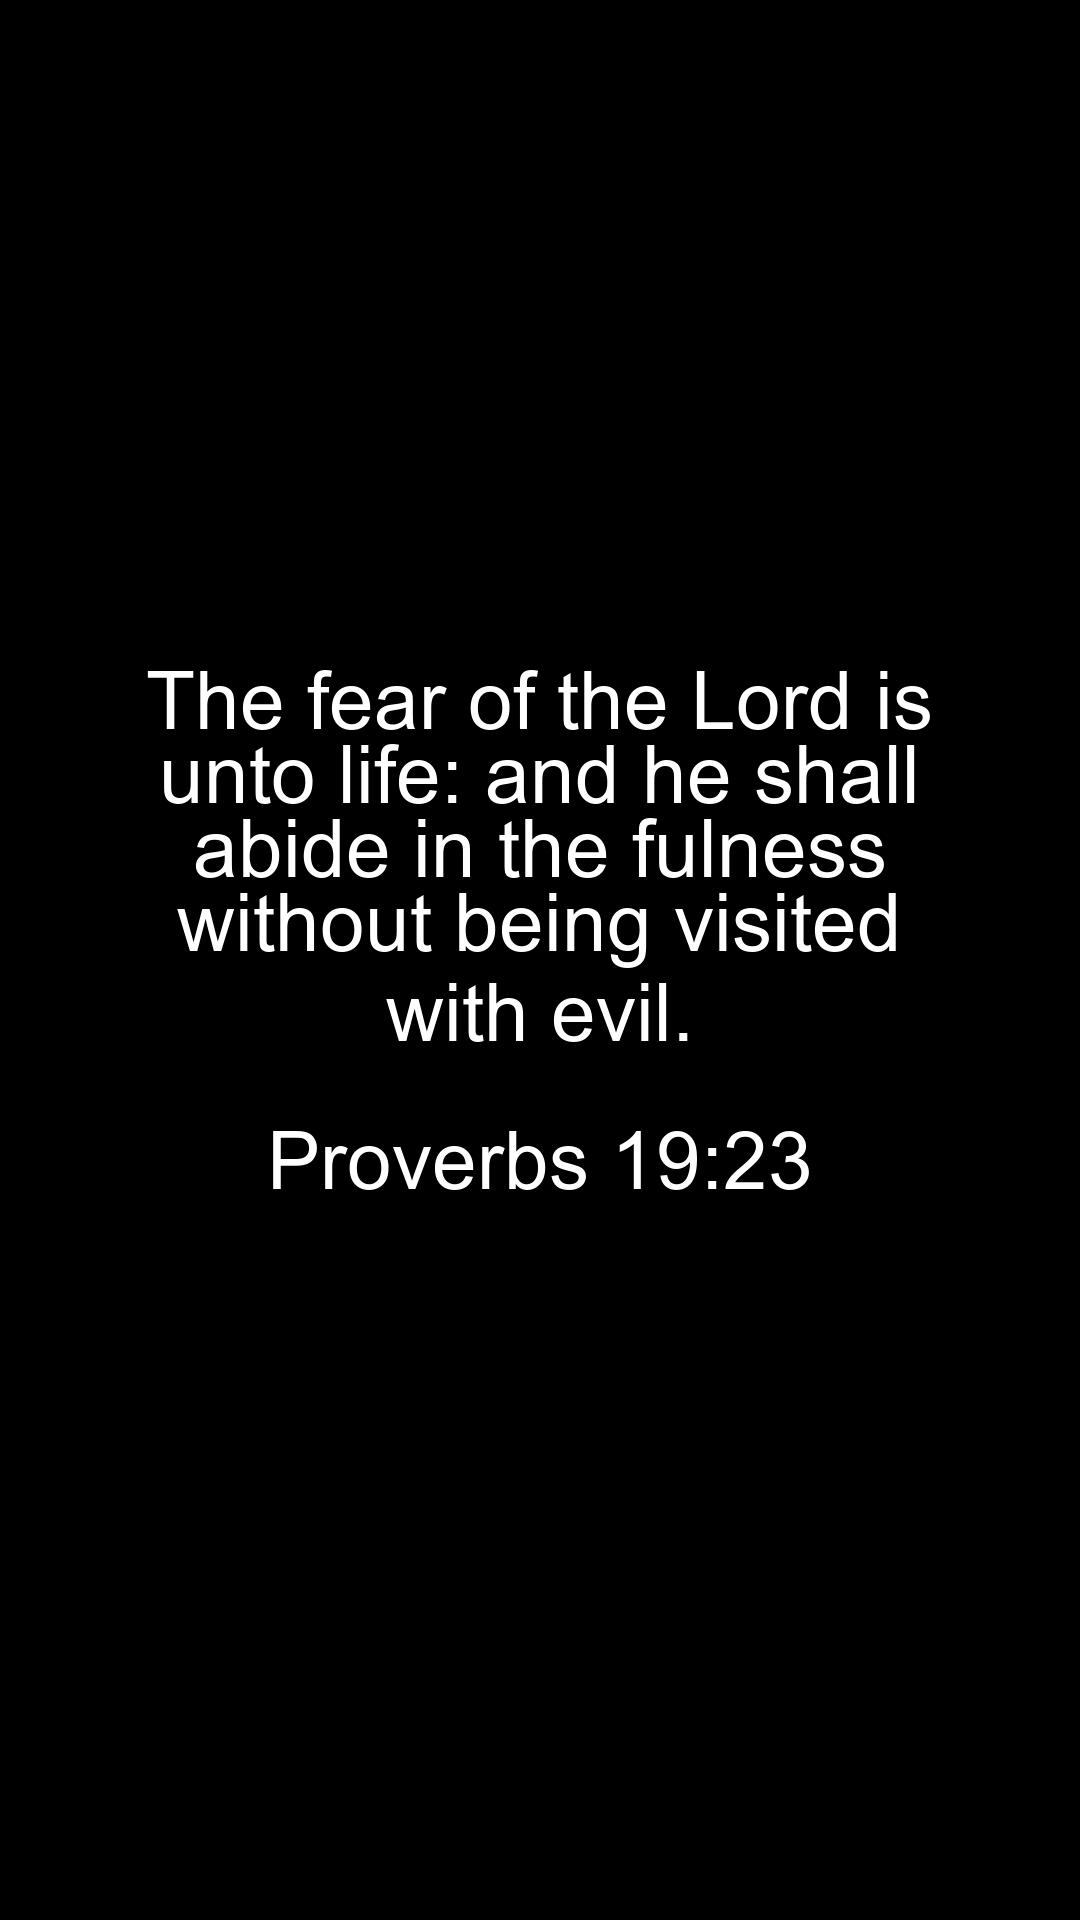 The fear of the Lord is
unto life: and he shall
abide in the fulness
without being visited
with evil.
Proverbs 19:23